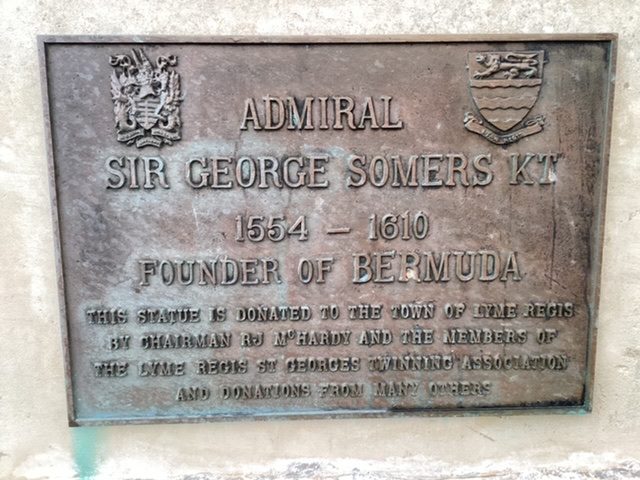 ADMIRAL
SIR GEORGE SOMERS KT
1554 – 1610
FOUNDER OF BERMUDA
THIS STATUE IS DONATED TO THE TOWN OF LYME REGIS
BY CHAIRMAN R·J McHARDY AND THE MEMBERS OF
THE LYME REGIS ST GEORGES TWINNING ASSOCIATION
AND DONATIONS FROM MANY OTHERS